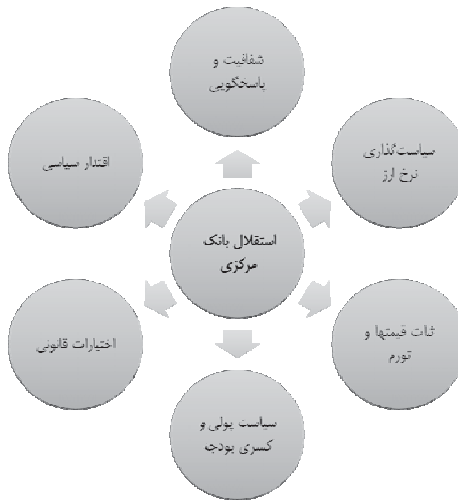 شفافیت و
پاسخگویی
سیاست‌گذاری
نرخ ارز
اقتدار سیاسی
استقلال بانک
مرکزی
ثبات قیمتها و
تورم
اختیارات قانونی
سیاست پولی و
کسری بودجه